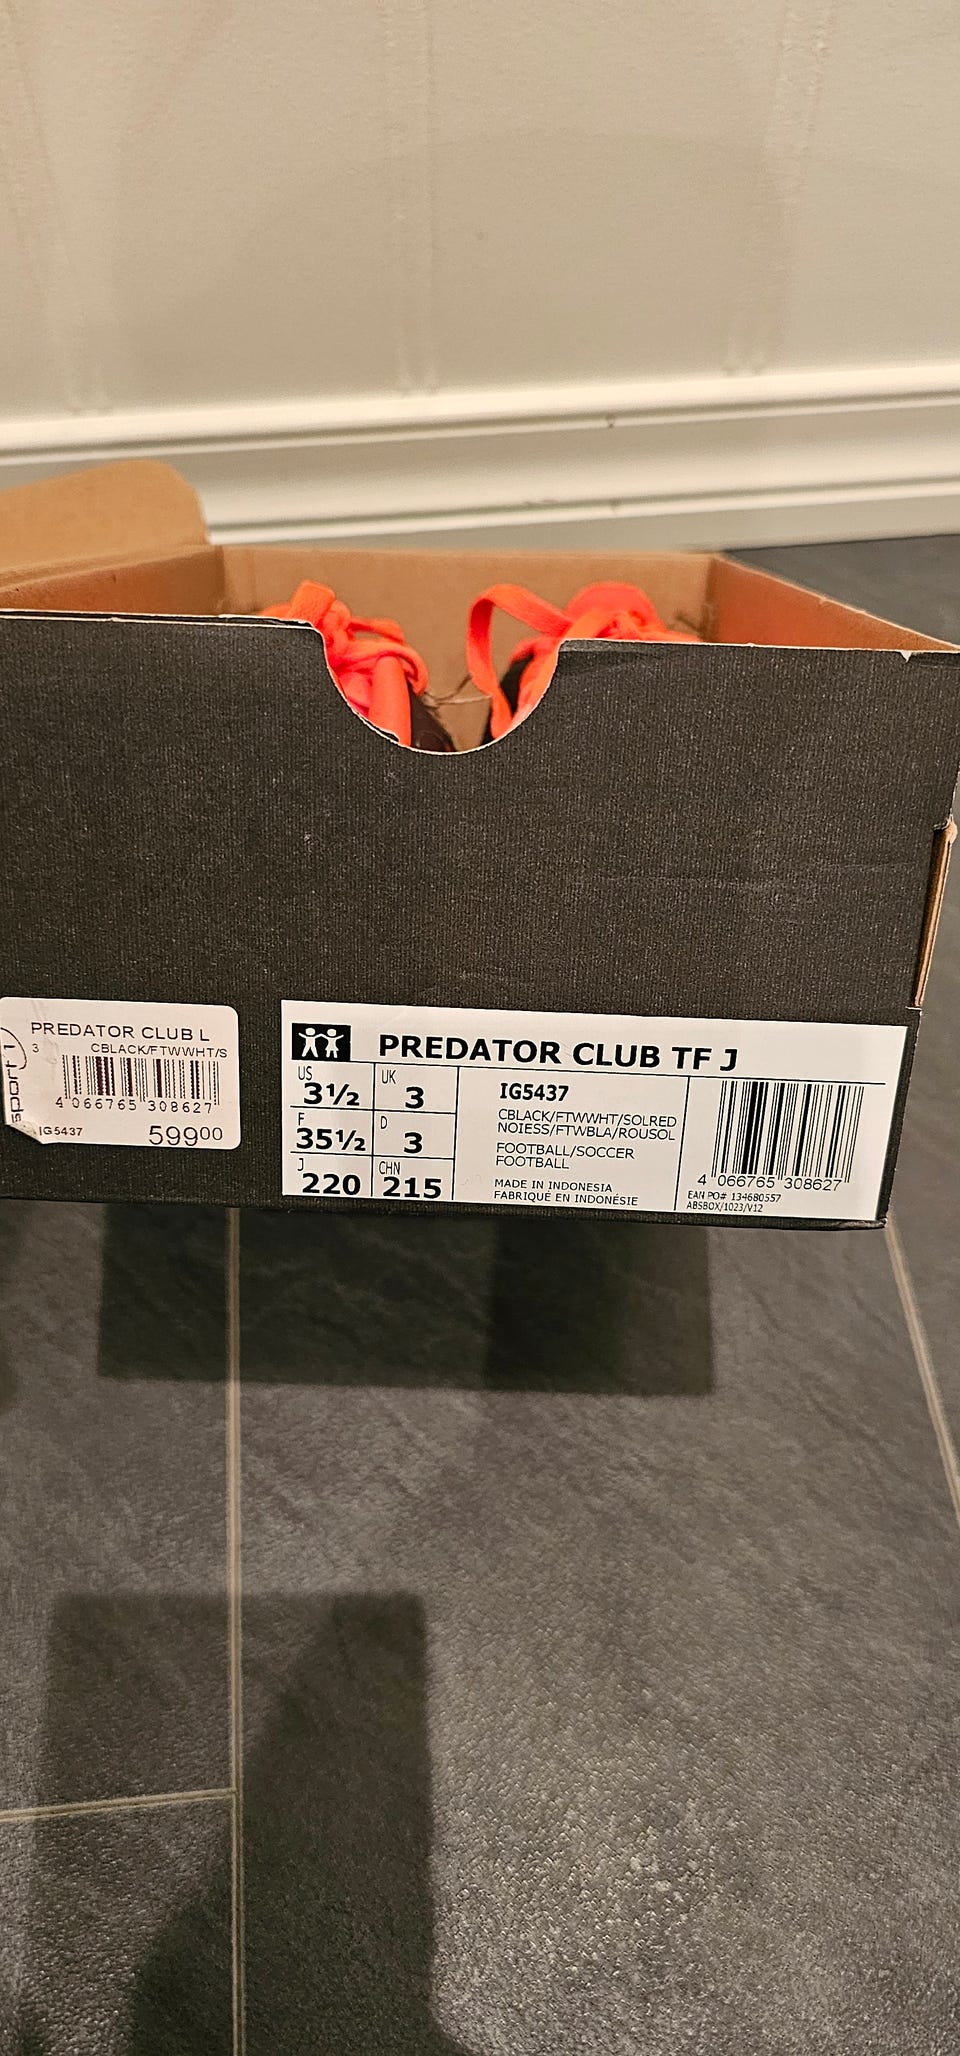 PREDATOR CLUB L
3 CBLACK/FTWWHT/S
4 066765 308627
IG5437 599⁰⁰
sport 1
PREDATOR CLUB TF J
US 3½ UK 3
F 35½ D 3
J 220 CHN 215
IG5437
CBLACK/FTWWHT/SOLRED
NOIESS/FTWBLA/ROUSOL
FOOTBALL/SOCCER
FOOTBALL
MADE IN INDONESIA
FABRIQUÉ EN INDONÉSIE
4 066765 308627
EAN PO# 134680557
ABSBOX/1023/V12